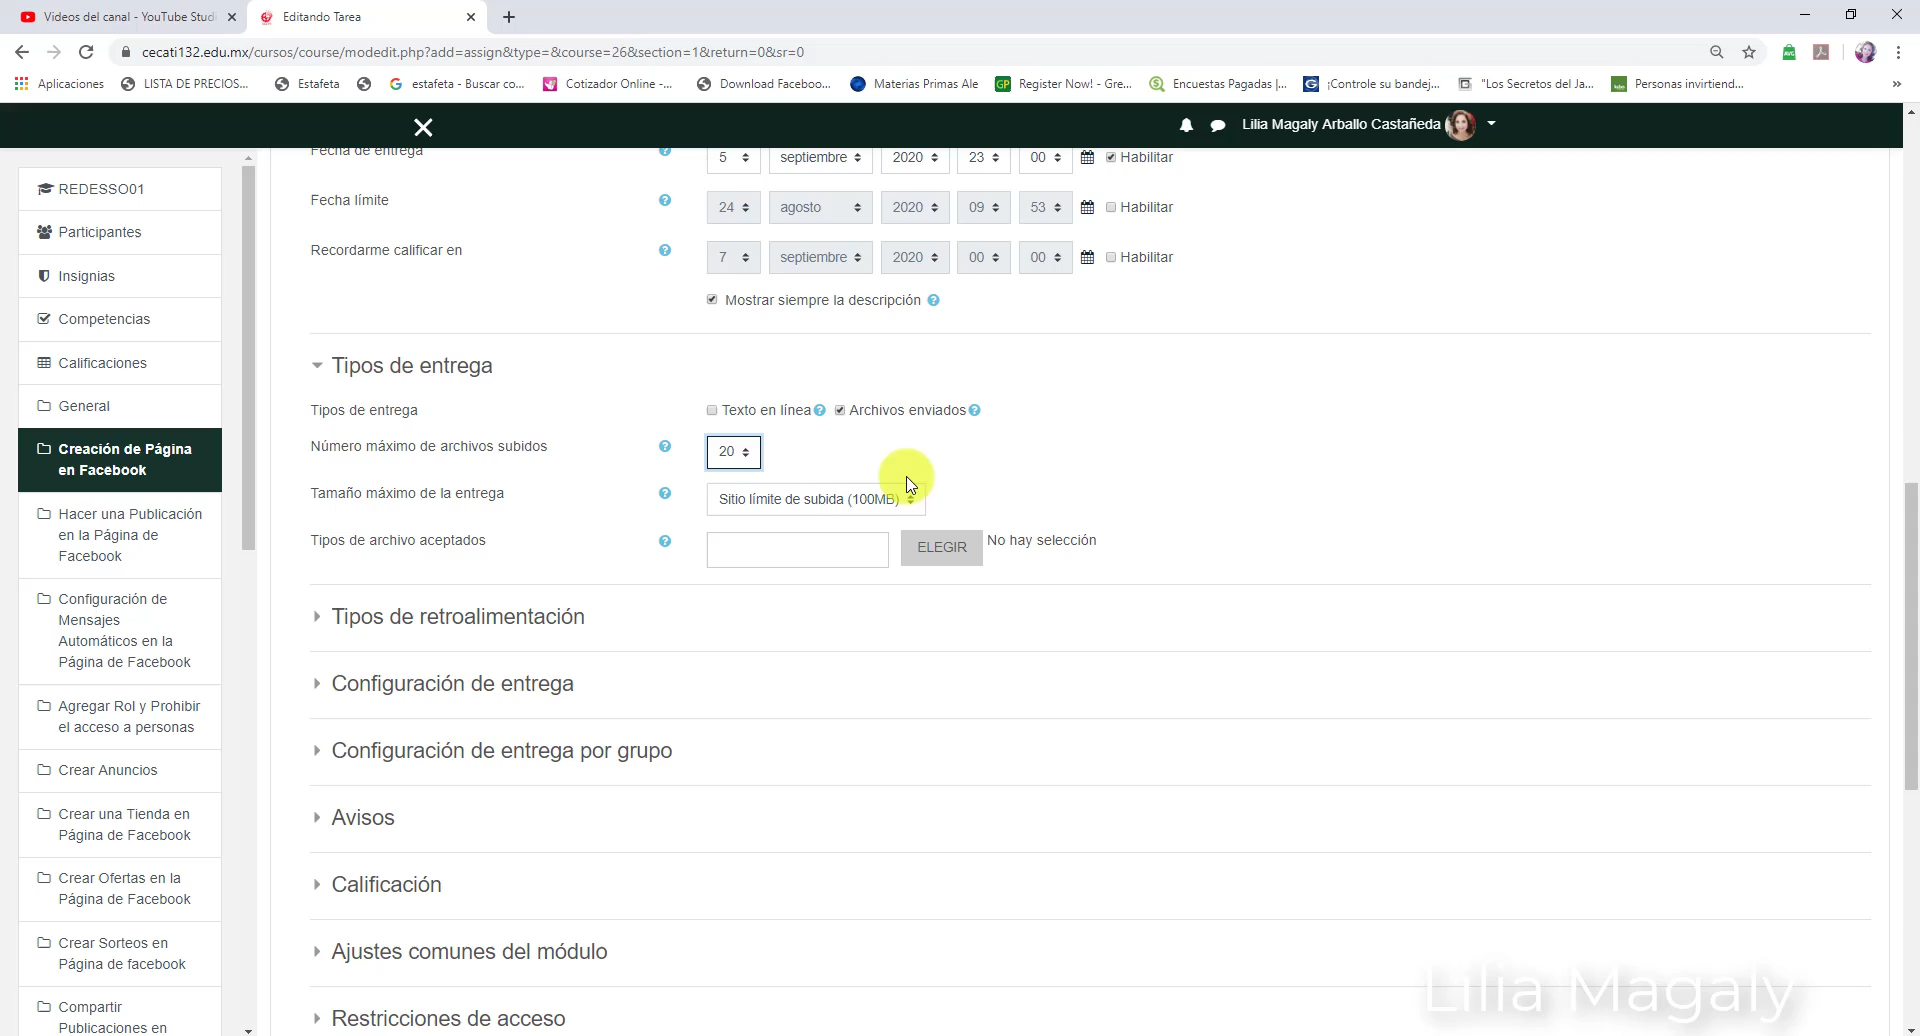 Videos del canal - YouTube Studi
Editando Tarea
cecati132.edu.mx/cursos/course/modedit.php?add=assign&type=&course=26&section=1&return=0&sr=0
Aplicaciones
LISTA DE PRECIOS...
Estafeta
estafeta - Buscar co...
Cotizador Online -...
Download Faceboo...
Materias Primas Ale
Register Now! - Gre...
Encuestas Pagadas |...
¡Controle su bandej...
"Los Secretos del Ja...
Personas invirtiend...
Lilia Magaly Arballo Castañeda
REDESSO01
Participantes
Insignias
Competencias
Calificaciones
General
Creación de Página
en Facebook
Hacer una Publicación
en la Página de
Facebook
Configuración de
Mensajes
Automáticos en la
Página de Facebook
Agregar Rol y Prohibir
el acceso a personas
Crear Anuncios
Crear una Tienda en
Página de Facebook
Crear Ofertas en la
Página de Facebook
Crear Sorteos en
Página de facebook
Compartir
Publicaciones en
Fecha de entrega
5 septiembre 2020 23 00 Habilitar
Fecha límite
24 agosto 2020 09 53 Habilitar
Recordarme calificar en
7 septiembre 2020 00 00 Habilitar
Mostrar siempre la descripción
Tipos de entrega
Tipos de entrega
Texto en línea Archivos enviados
Número máximo de archivos subidos
20
Tamaño máximo de la entrega
Sitio límite de subida (100MB)
Tipos de archivo aceptados
ELEGIR No hay selección
Tipos de retroalimentación
Configuración de entrega
Configuración de entrega por grupo
Avisos
Calificación
Ajustes comunes del módulo
Restricciones de acceso
Lilia Magaly